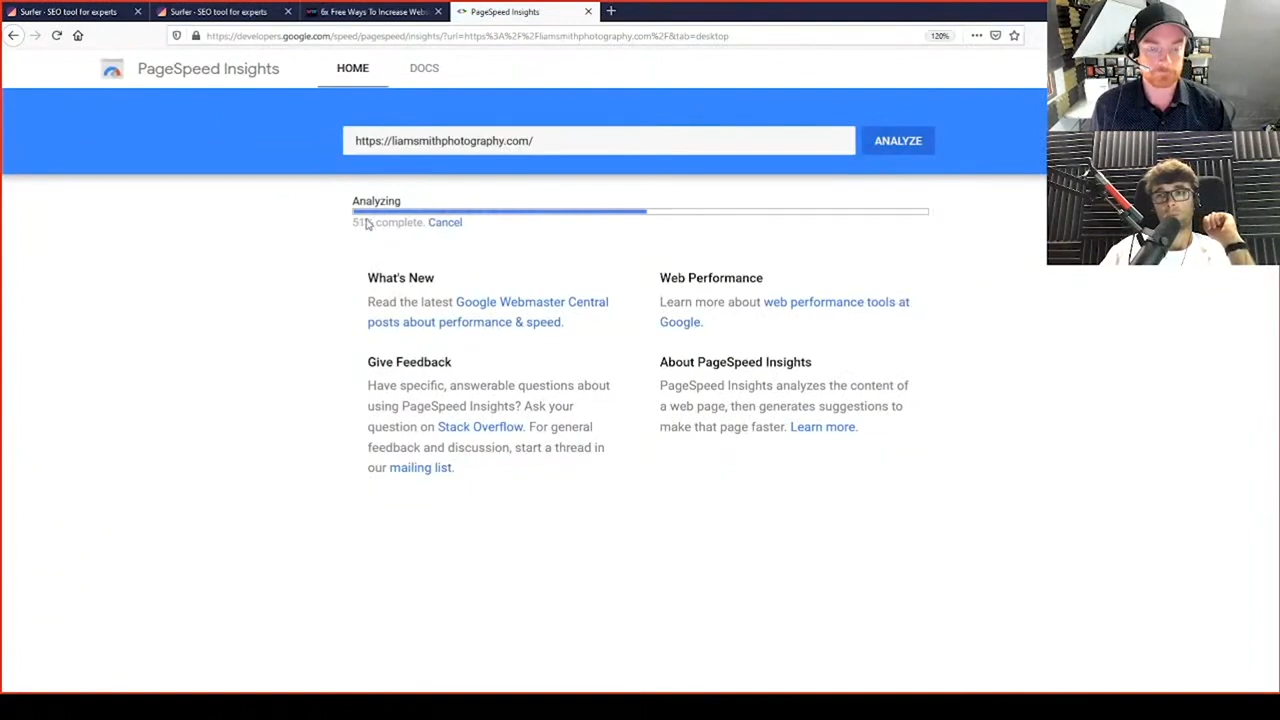 Surfer - SEO tool for experts
Surfer - SEO tool for experts
6x Free Ways To Increase Webs
PageSpeed Insights
https://developers.google.com/speed/pagespeed/insights/?url=https%3A%2F%2Fliamsmithphotography.com%2F&tab=desktop
120%
PageSpeed Insights
HOME
DOCS
https://liamsmithphotography.com/
ANALYZE
Analyzing
51% complete. Cancel
What's New
Read the latest Google Webmaster Central
posts about performance & speed.
Web Performance
Learn more about web performance tools at
Google.
Give Feedback
Have specific, answerable questions about
using PageSpeed Insights? Ask your
question on Stack Overflow. For general
feedback and discussion, start a thread in
our mailing list.
About PageSpeed Insights
PageSpeed Insights analyzes the content of
a web page, then generates suggestions to
make that page faster. Learn more.